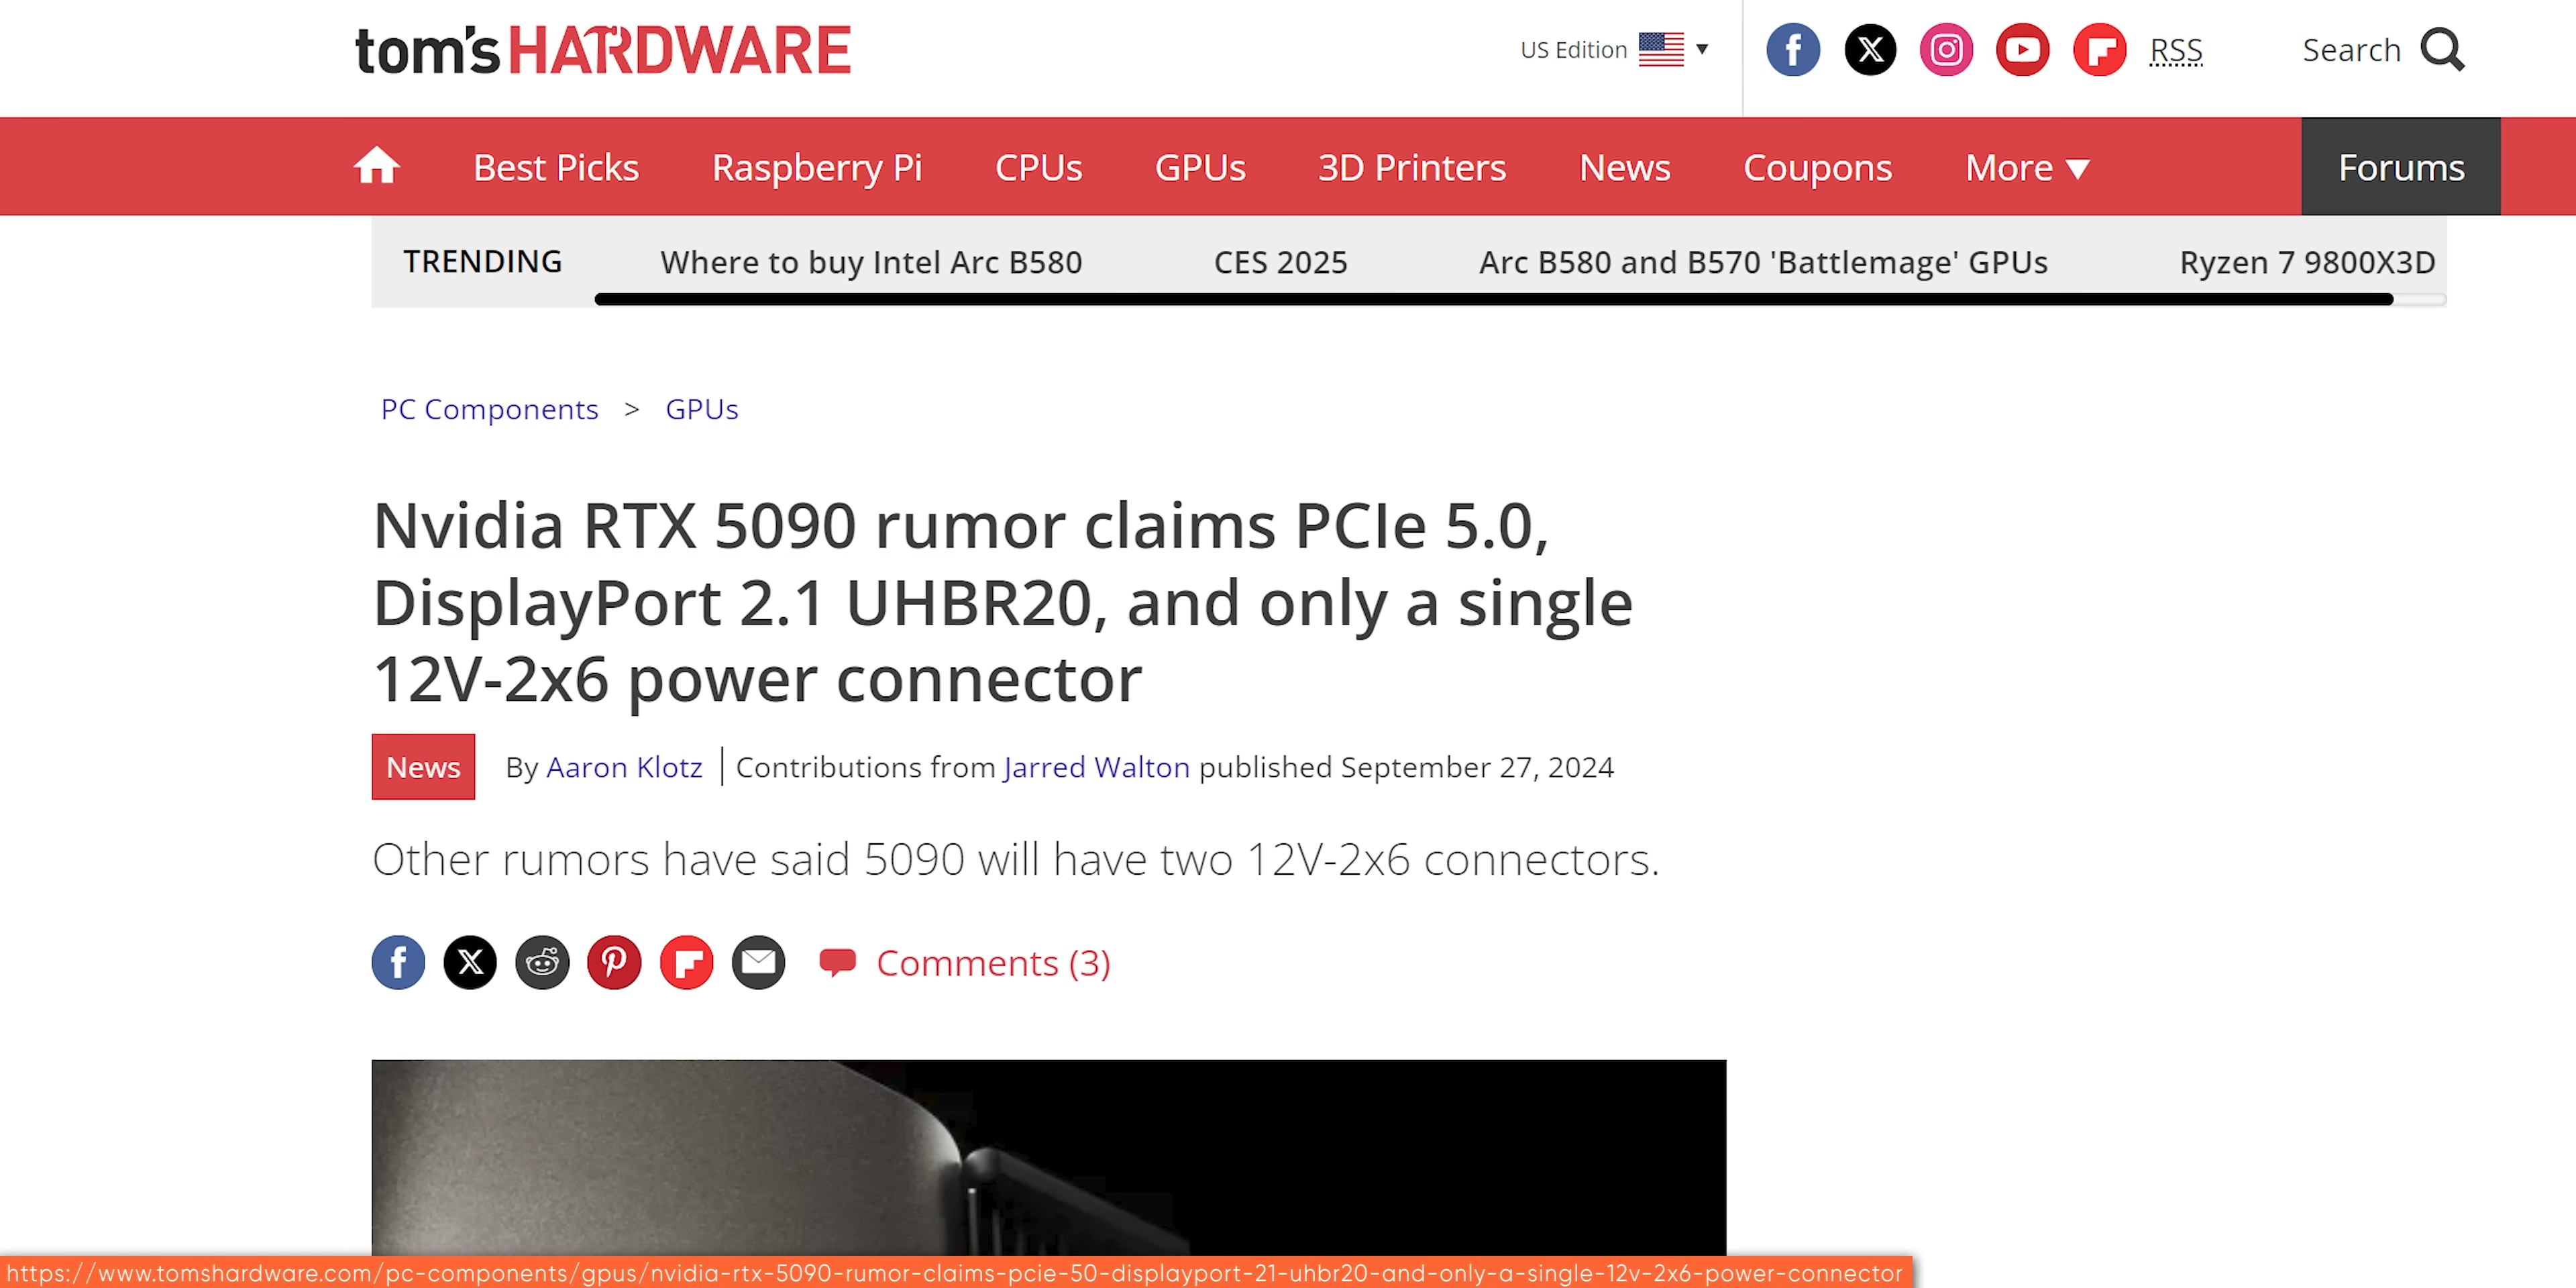 tom's HARDWARE
US Edition
RSS
Search
Best Picks Raspberry Pi CPUs GPUs 3D Printers News Coupons More Forums
TRENDING Where to buy Intel Arc B580 CES 2025 Arc B580 and B570 'Battlemage' GPUs Ryzen 7 9800X3D
PC Components > GPUs
Nvidia RTX 5090 rumor claims PCIe 5.0,
DisplayPort 2.1 UHBR20, and only a single
12V-2x6 power connector
News By Aaron Klotz | Contributions from Jarred Walton published September 27, 2024
Other rumors have said 5090 will have two 12V-2x6 connectors.
Comments (3)
https://www.tomshardware.com/pc-components/gpus/nvidia-rtx-5090-rumor-claims-pcie-50-displayport-21-uhbr20-and-only-a-single-12v-2x6-power-connector